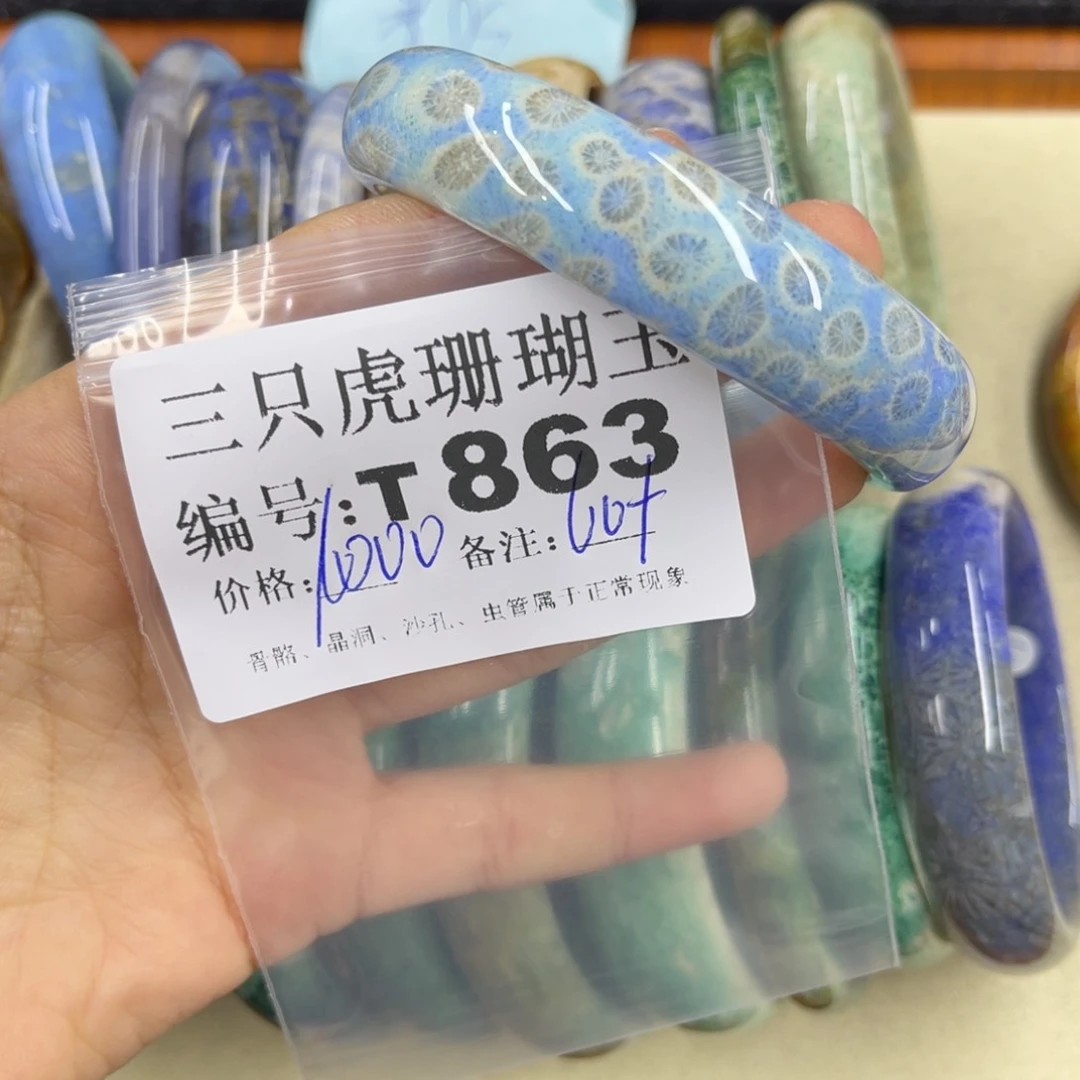 三只虎珊瑚玉
编号:T863
价格:1000 备注:
骨骼、晶洞、沙孔、虫管属于正常现象